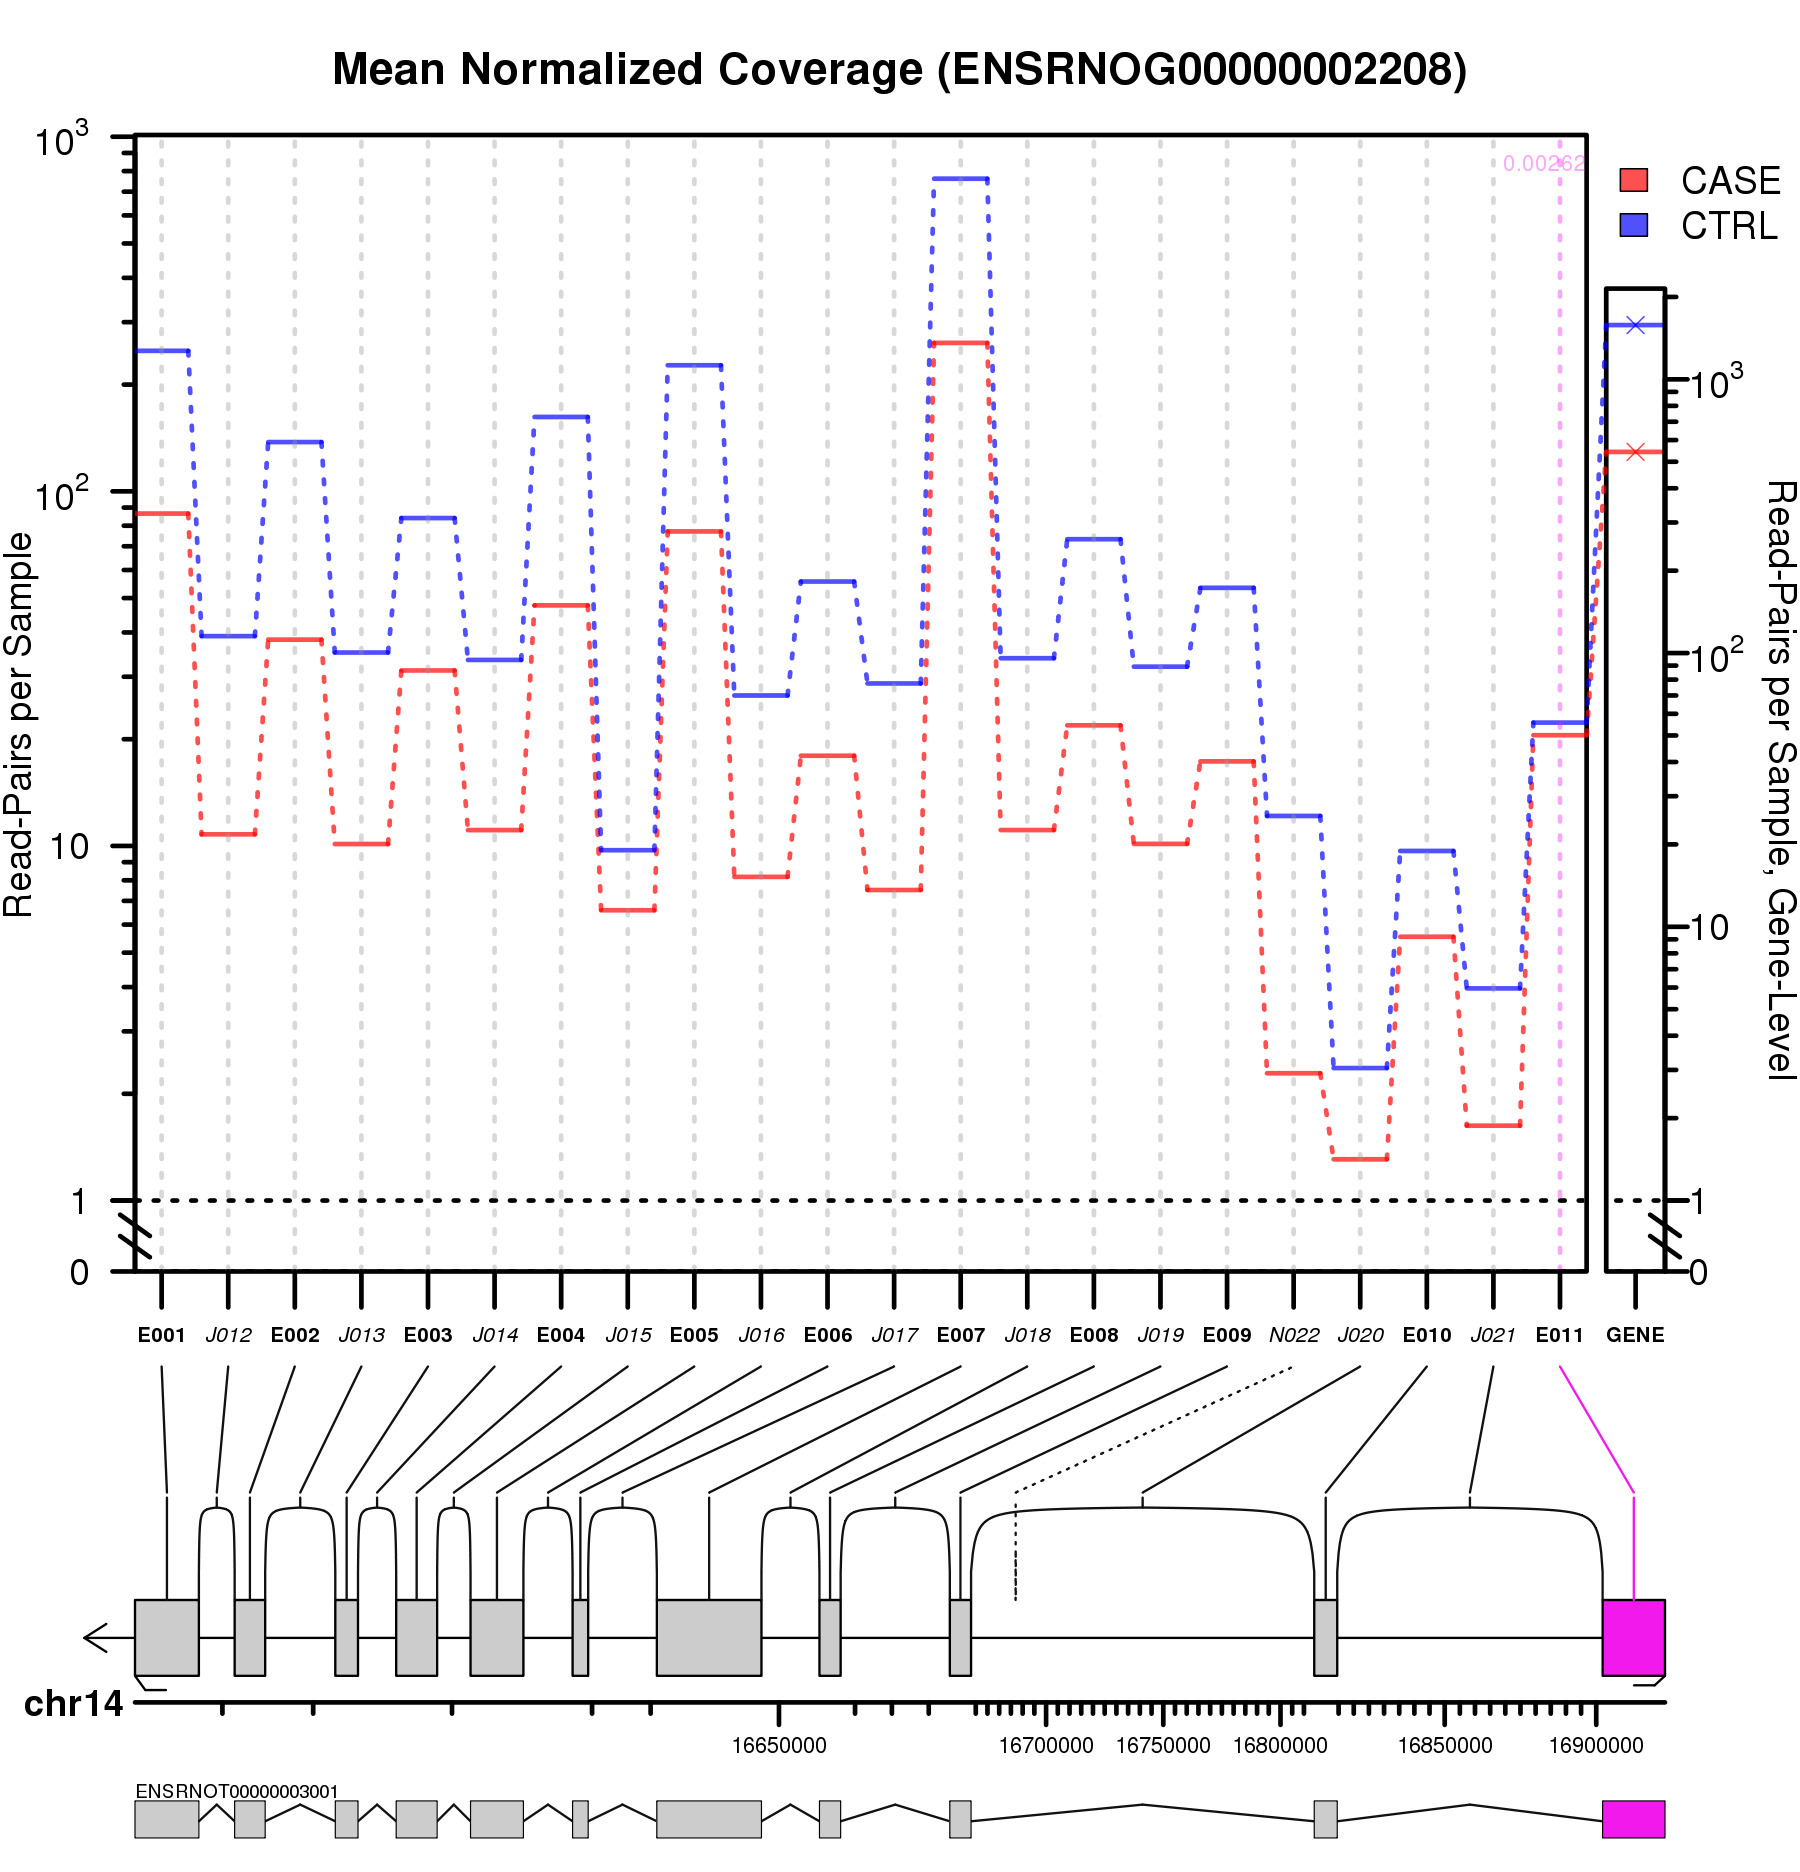 Mean Normalized Coverage (ENSRNOG00000002208)
10³
10²
10
1
0
Read-Pairs per Sample
0.00262
CASE
CTRL
10³
10²
10
1
0
Read-Pairs per Sample, Gene-Level
E001 J012 E002 J013 E003 J014 E004 J015 E005 J016 E006 J017 E007 J018 E008 J019 E009 N022 J020 E010 J021 E011 GENE
chr14
16650000 16700000 16750000 16800000 16850000 16900000
ENSRNOT00000003001